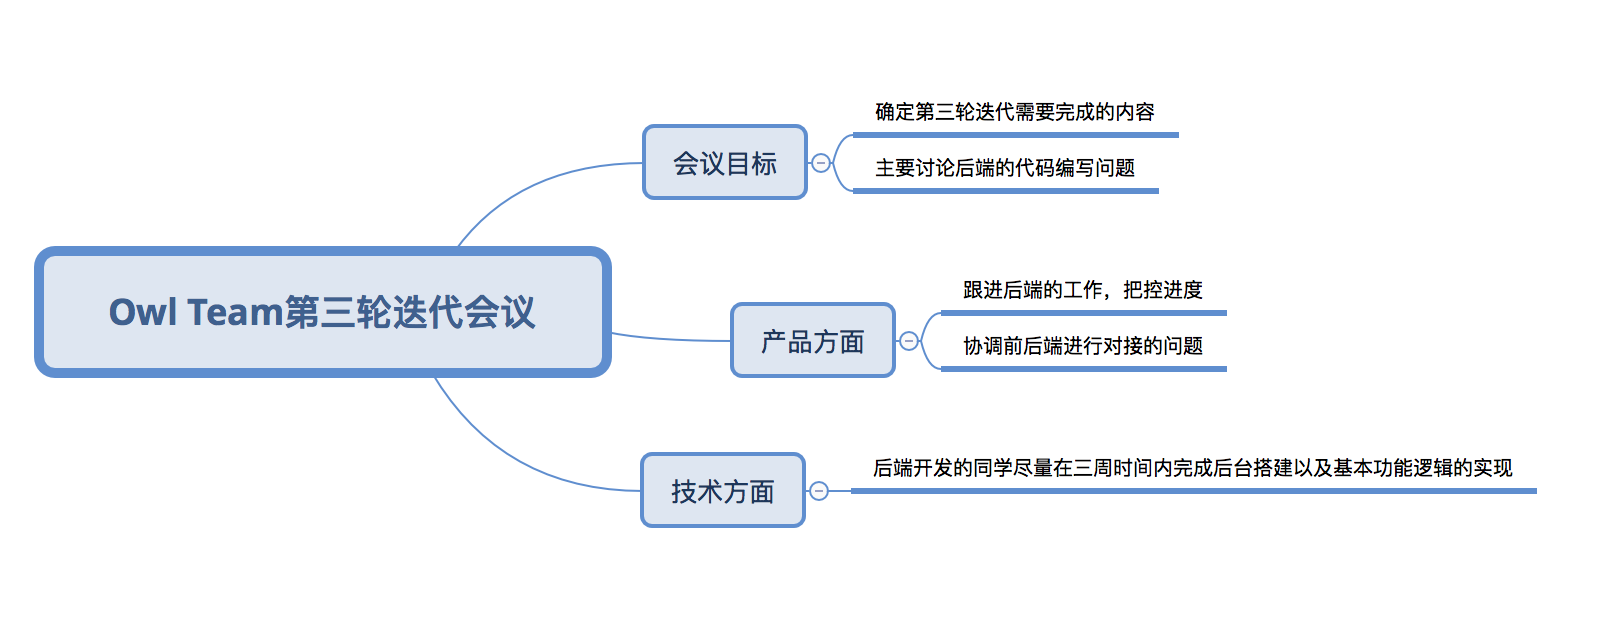 Owl Team第三轮迭代会议
会议目标
确定第三轮迭代需要完成的内容
主要讨论后端的代码编写问题
产品方面
跟进后端的工作，把控进度
协调前后端进行对接的问题
技术方面
后端开发的同学尽量在三周时间内完成后台搭建以及基本功能逻辑的实现